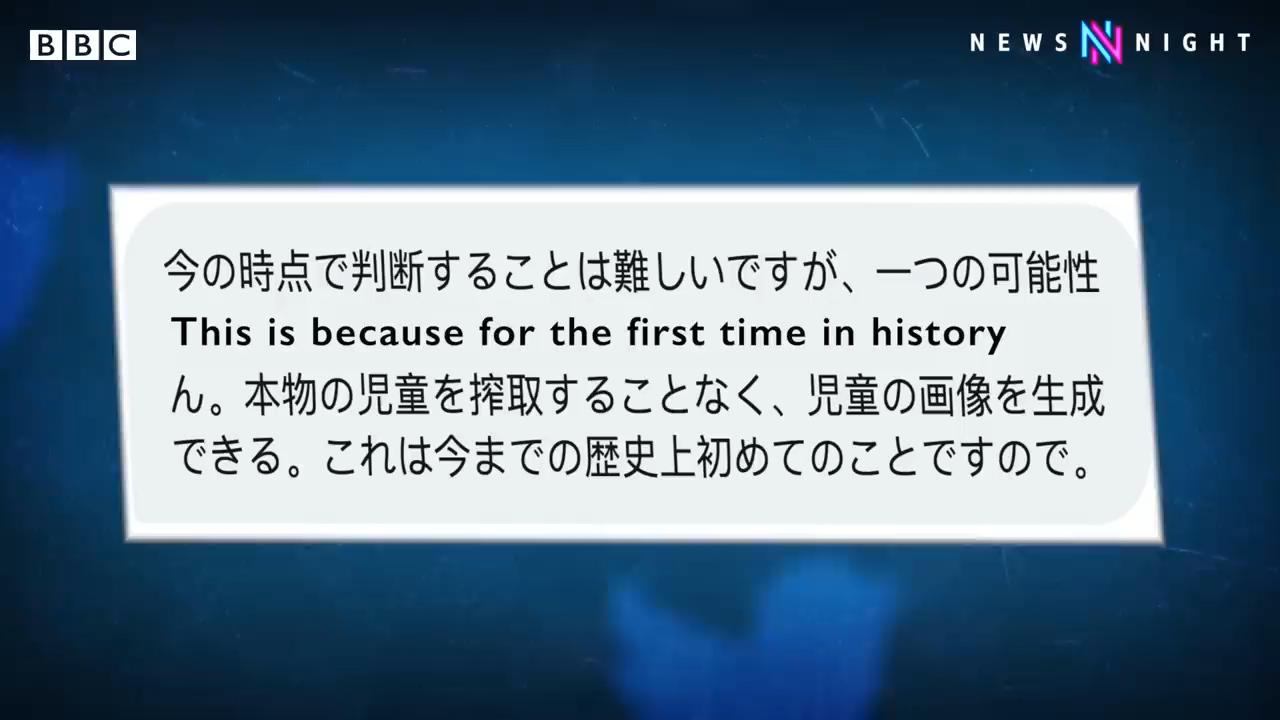 BBC
NEWS NIGHT
今の時点で判断することは難しいですが、一つの可能性
This is because for the first time in history
ん。本物の児童を搾取することなく、児童の画像を生成
できる。これは今までの歴史上初めてのことですので。